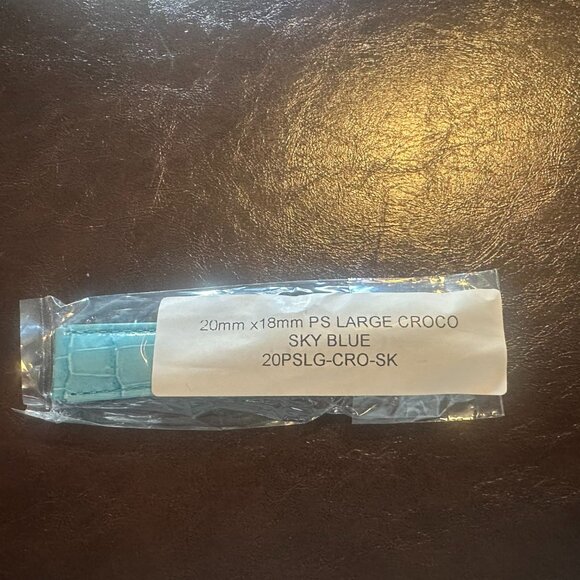 20mm x18mm PS LARGE CROCO
SKY BLUE
20PSLG-CRO-SK